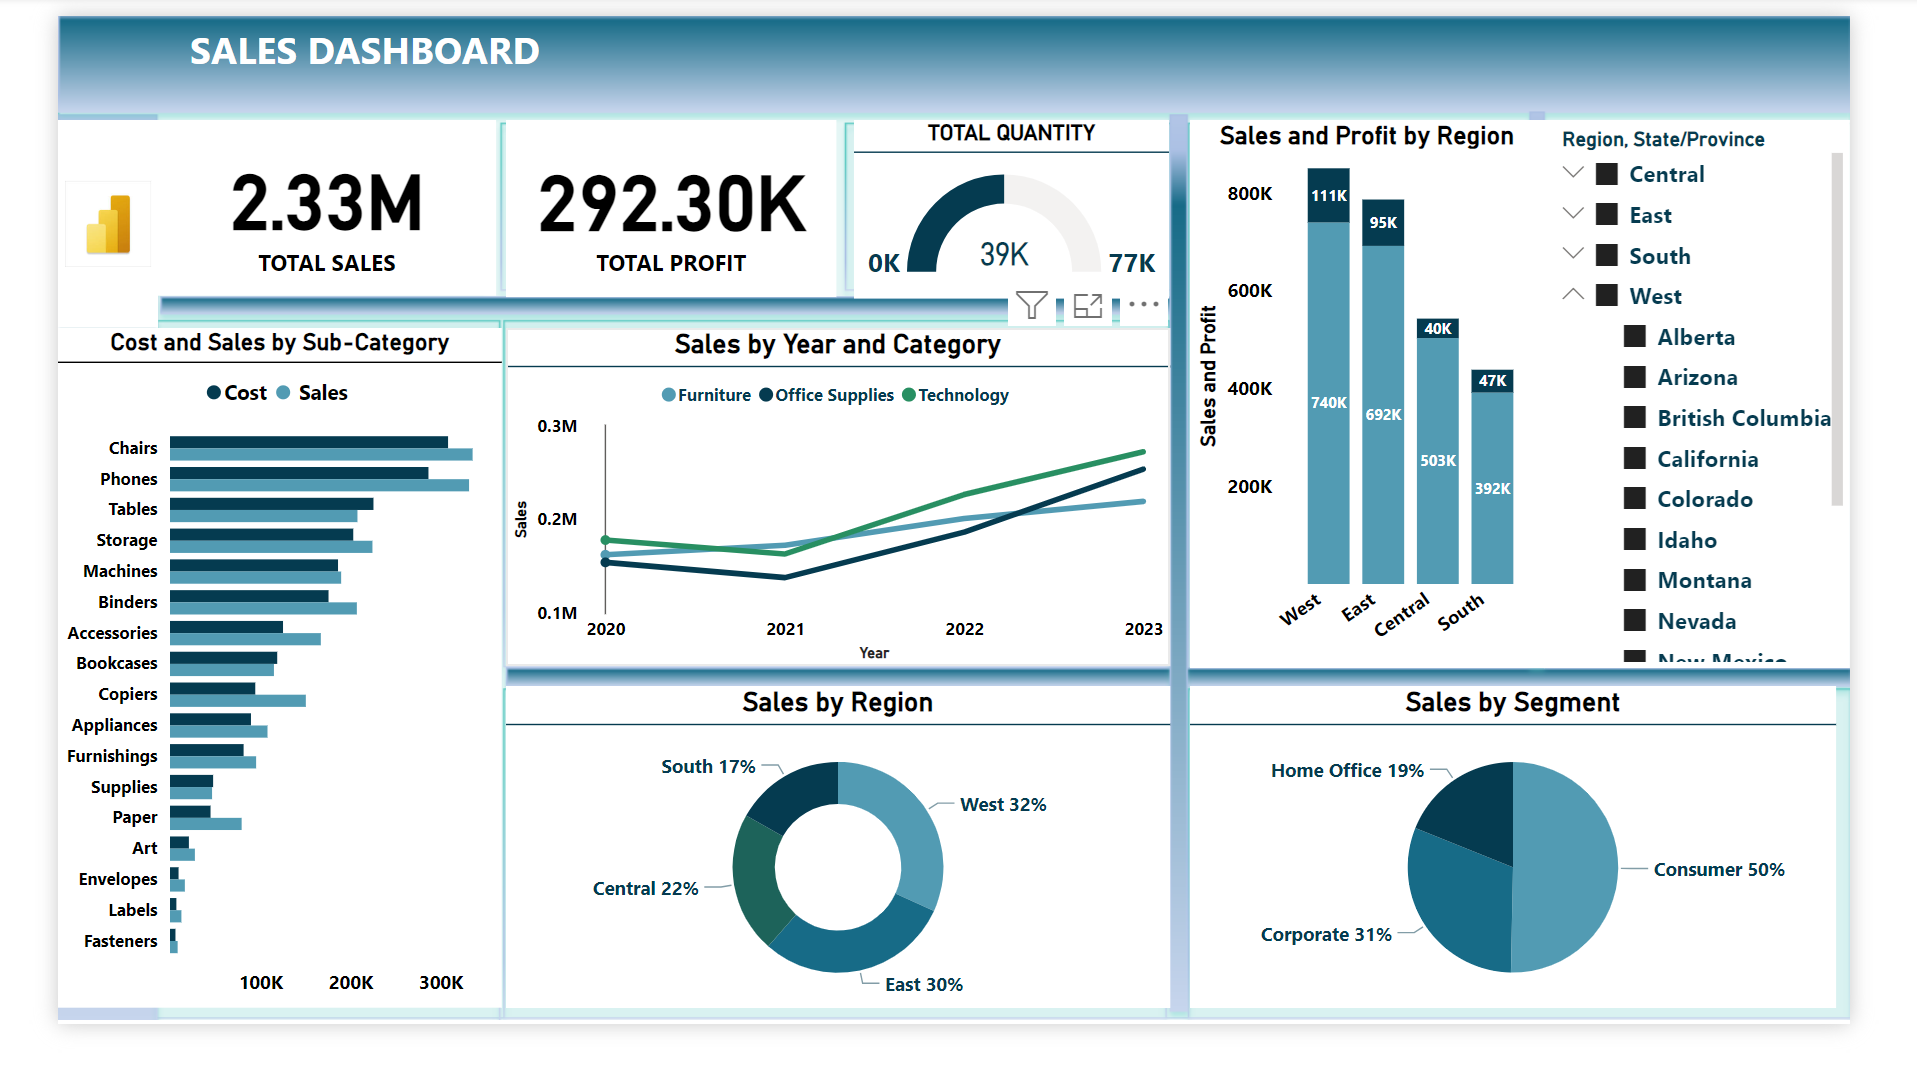 SALES DASHBOARD
2.33M
TOTAL SALES
292.30K
TOTAL PROFIT
TOTAL QUANTITY
39K
0K
77K
Cost and Sales by Sub-Category
Cost Sales
Chairs
Phones
Tables
Storage
Machines
Binders
Accessories
Bookcases
Copiers
Appliances
Furnishings
Supplies
Paper
Art
Envelopes
Labels
Fasteners
100K 200K 300K
Sales by Year and Category
Furniture Office Supplies Technology
0.3M
0.2M
0.1M
Sales
2020 2021 2022 2023
Year
Sales and Profit by Region
800K
600K
400K
200K
Sales and Profit
111K
95K
40K
47K
740K
692K
503K
392K
West East Central South
Region, State/Province
Central
East
South
West
Alberta
Arizona
British Columbia
California
Colorado
Idaho
Montana
Nevada
New Mexico
Sales by Region
South 17%
West 32%
Central 22%
East 30%
Sales by Segment
Home Office 19%
Consumer 50%
Corporate 31%